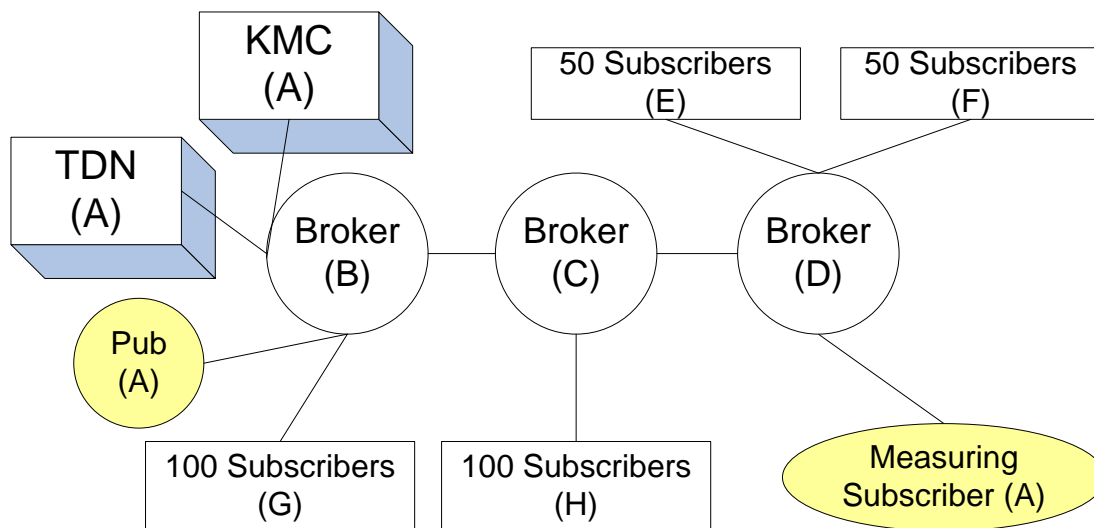 KMC
(A)
50 Subscribers
(E)
50 Subscribers
(F)
TDN
(A)
Broker
(B)
Broker
(C)
Broker
(D)
Pub
(A)
100 Subscribers
(G)
100 Subscribers
(H)
Measuring
Subscriber (A)